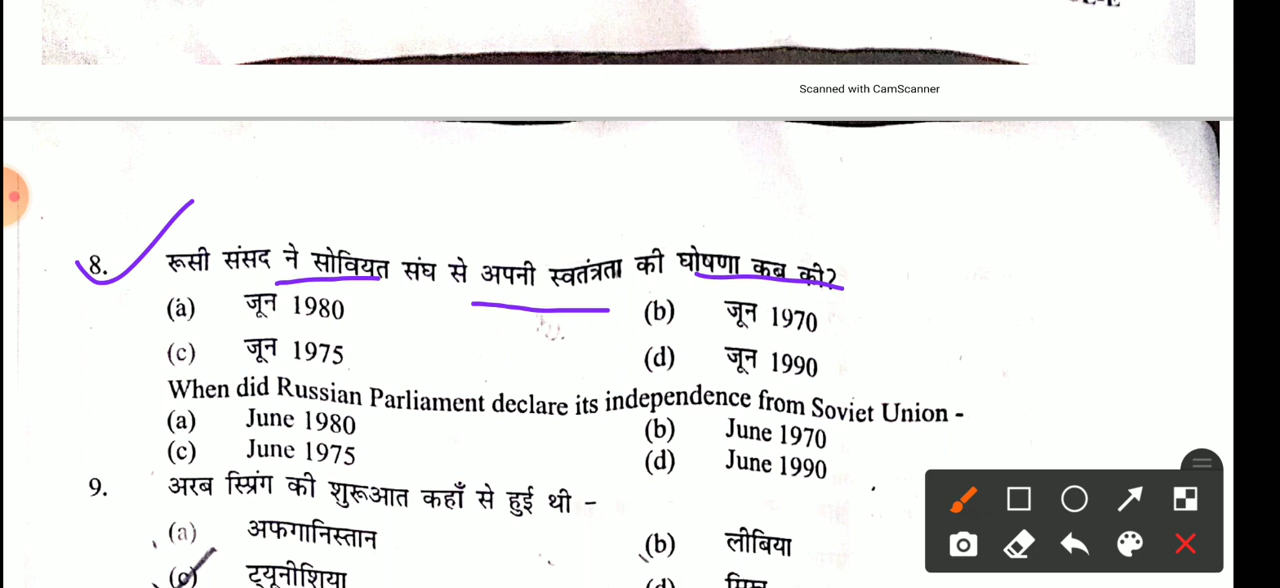 Scanned with CamScanner
8. रूसी संसद ने सोवियत संघ से अपनी स्वतंत्रता की घोषणा कब की?
(a) जून 1980 (b) जून 1970
(c) जून 1975 (d) जून 1990
When did Russian Parliament declare its independence from Soviet Union -
(a) June 1980 (b) June 1970
(c) June 1975 (d) June 1990
9. अरब स्प्रिंग की शुरूआत कहाँ से हुई थी -
(a) अफगानिस्तान (b) लीबिया
(c) ट्यूनीशिया (d)